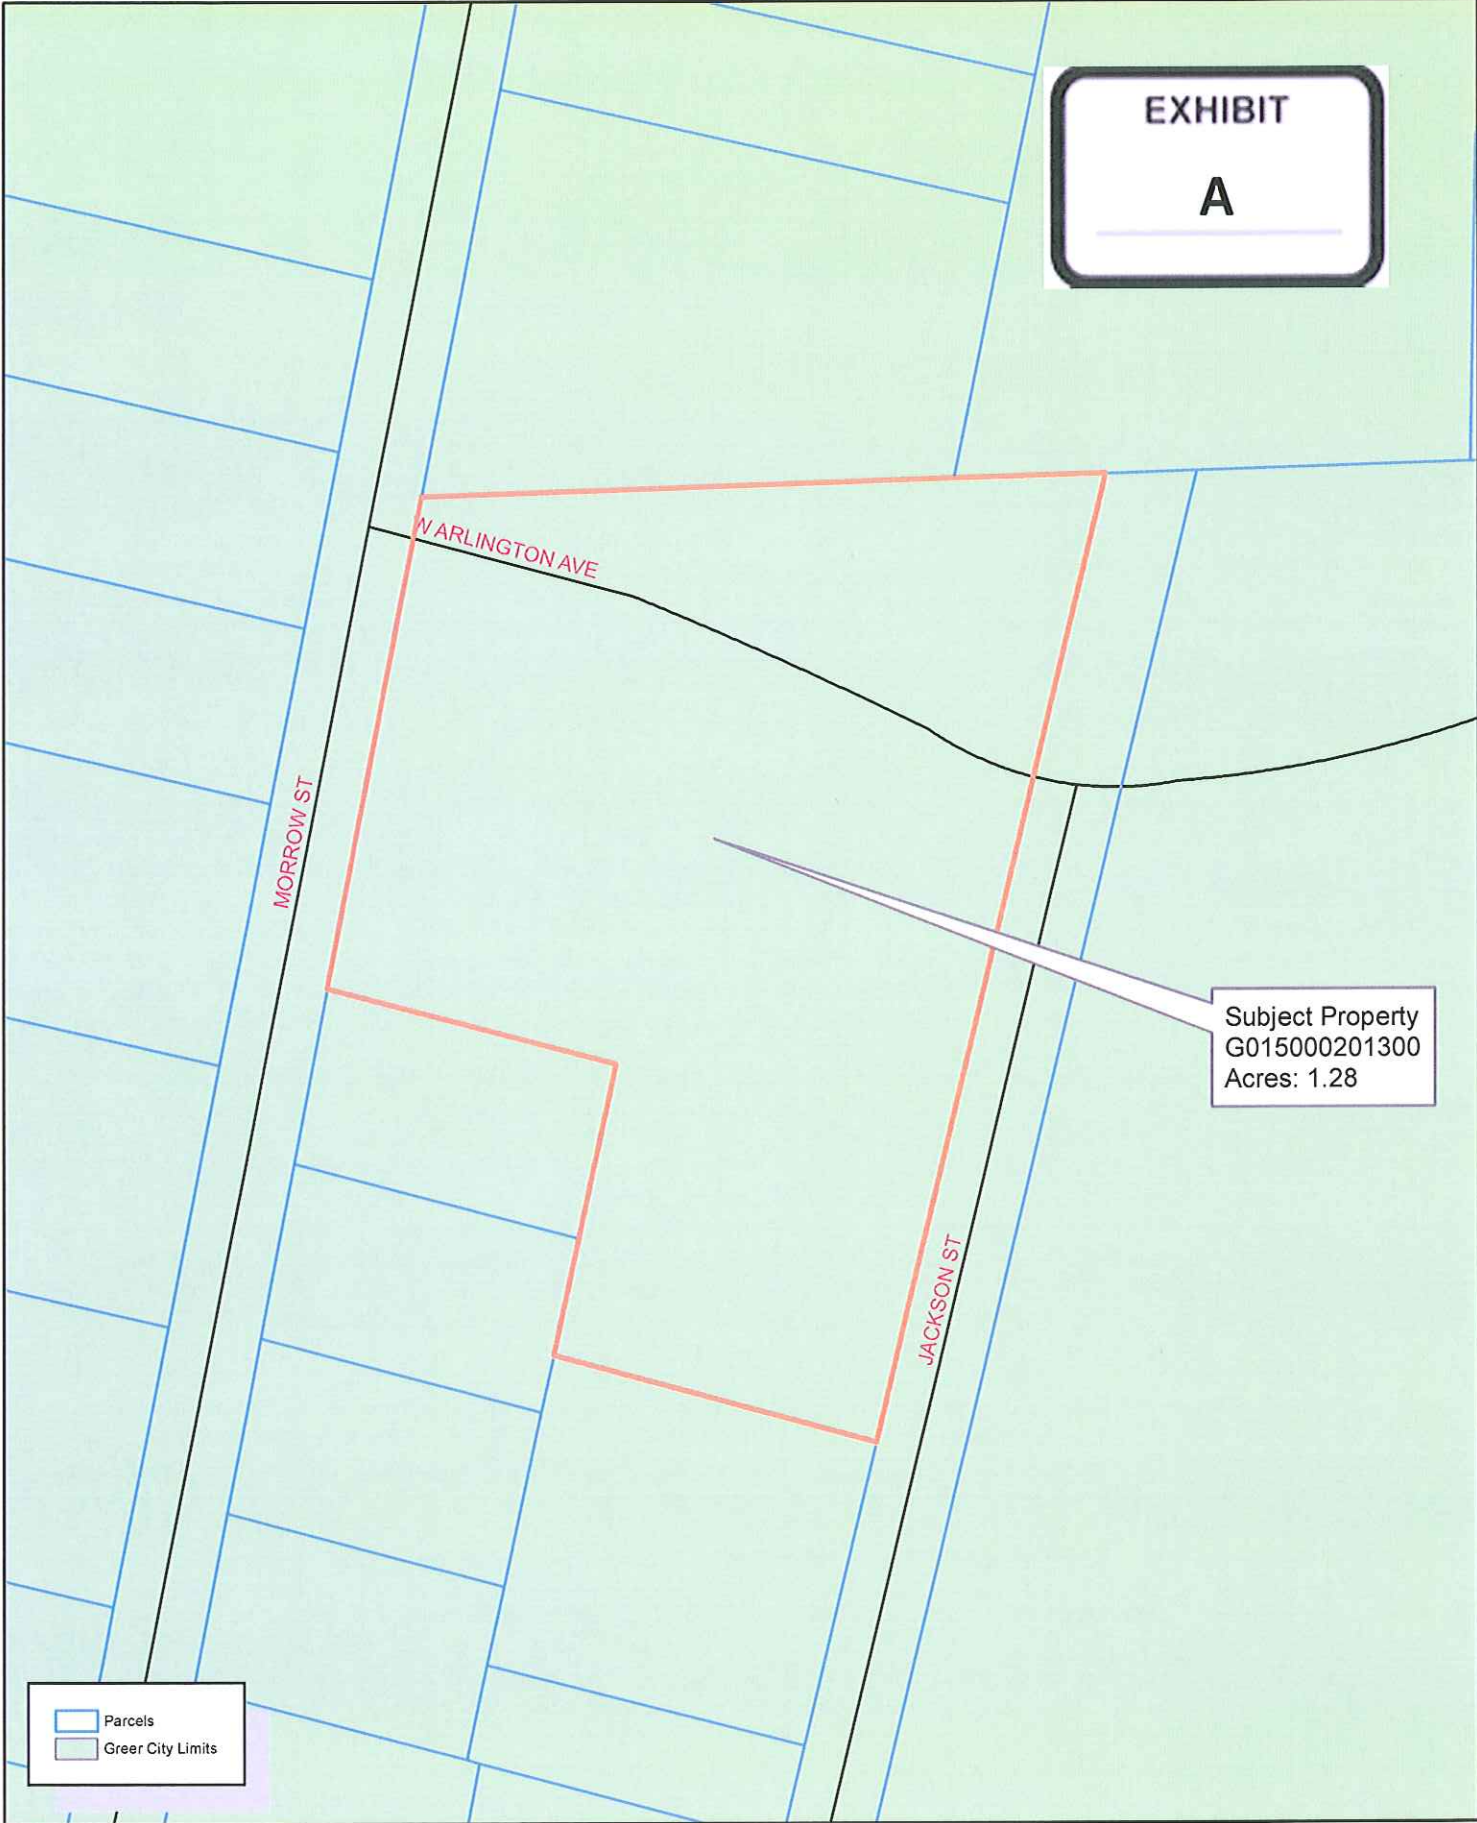 EXHIBIT
A
W ARLINGTON AVE
MORROW ST
Subject Property
G015000201300
Acres: 1.28
JACKSON ST
Parcels
Greer City Limits